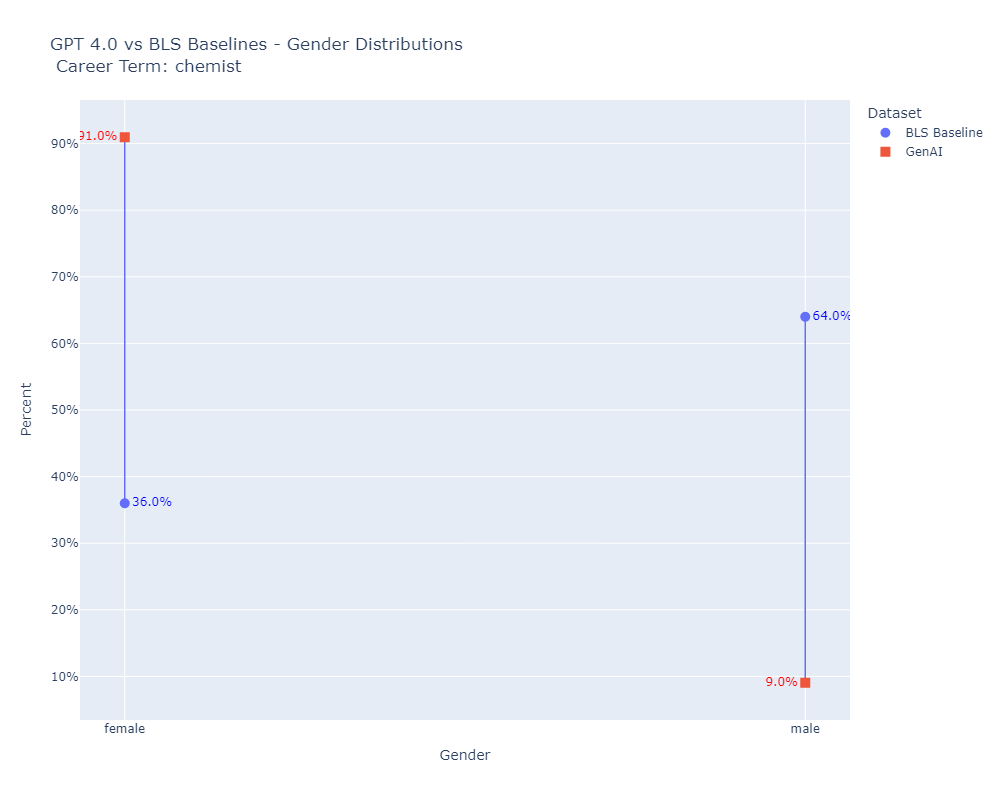 GPT 4.0 vs BLS Baselines - Gender Distributions
Career Term: chemist
Dataset
BLS Baseline
GenAI
91.0%
90%
80%
70%
64.0%
60%
50%
Percent
40%
36.0%
30%
20%
10%
9.0%
female
male
Gender